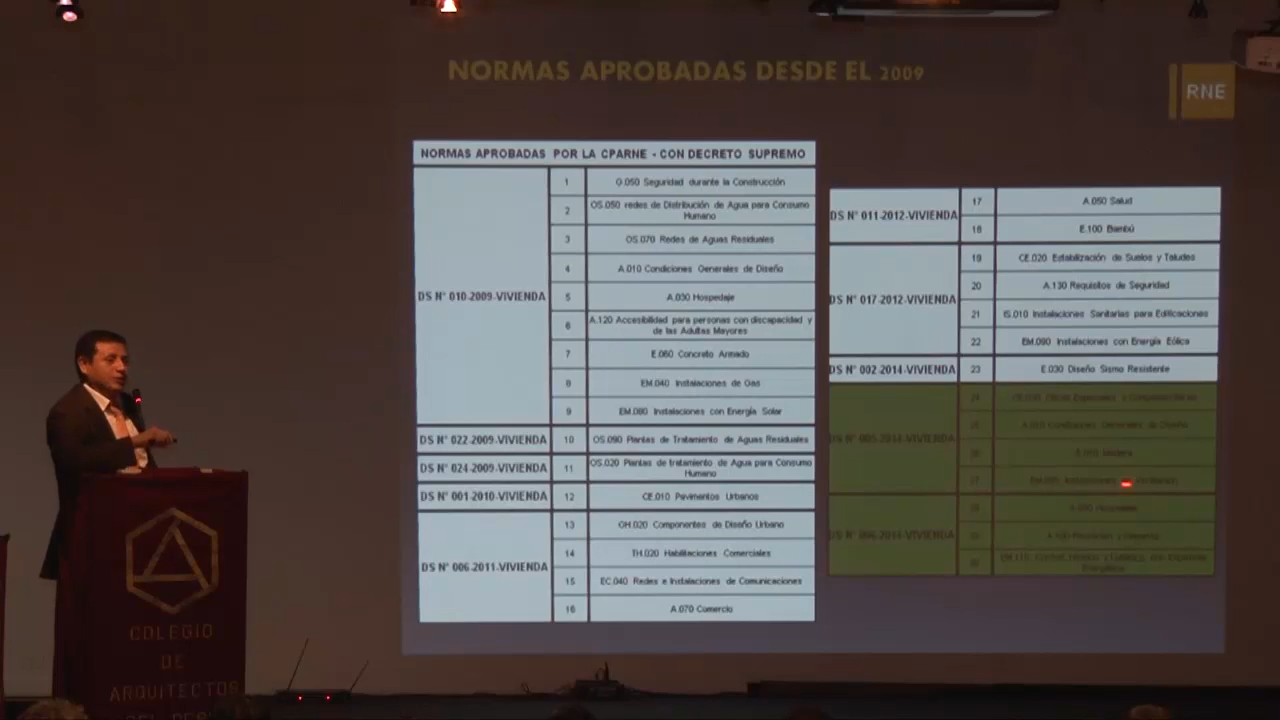 NORMAS APROBADAS DESDE EL 2009
RNE
NORMAS APROBADAS POR LA CPARNE - CON DECRETO SUPREMO
DS N° 010-2009-VIVIENDA
1 G.050 Seguridad durante la Construcción
2 OS.050 redes de Distribución de Agua para Consumo
Humano
3 OS.070 Redes de Aguas Residuales
4 A.010 Condiciones Generales de Diseño
5 A.030 Hospedaje
6 A.120 Accesibilidad para personas con discapacidad y
de las Adultas Mayores
7 E.060 Concreto Armado
8 EM.040 Instalaciones de Gas
9 EM.080 Instalaciones con Energía Solar
DS N° 022-2009-VIVIENDA 10 OS.090 Plantas de Tratamiento de Aguas Residuales
DS N° 024-2009-VIVIENDA 11 OS.020 Plantas de tratamiento de Agua para Consumo
Humano
DS N° 001-2010-VIVIENDA 12 CE.010 Pavimentos Urbanos
DS N° 006-2011-VIVIENDA
13 GH.020 Componentes de Diseño Urbano
14 TH.020 Habilitaciones Comerciales
15 EC.040 Redes e Instalaciones de Comunicaciones
16 A.070 Comercio
DS N° 011-2012-VIVIENDA
17 A.050 Salud
18 E.100 Bambú
DS N° 017-2012-VIVIENDA
19 CE.020 Estabilización de Suelos y Taludes
20 A.130 Requisitos de Seguridad
21 IS.010 Instalaciones Sanitarias para Edificaciones
22 EM.090 Instalaciones con Energía Eólica
DS N° 002-2014-VIVIENDA 23 E.030 Diseño Sismo Resistente
24
A.010 Condiciones Generales de Diseño
COLEGIO
DE
ARQUITECTOS
DEL PERÚ